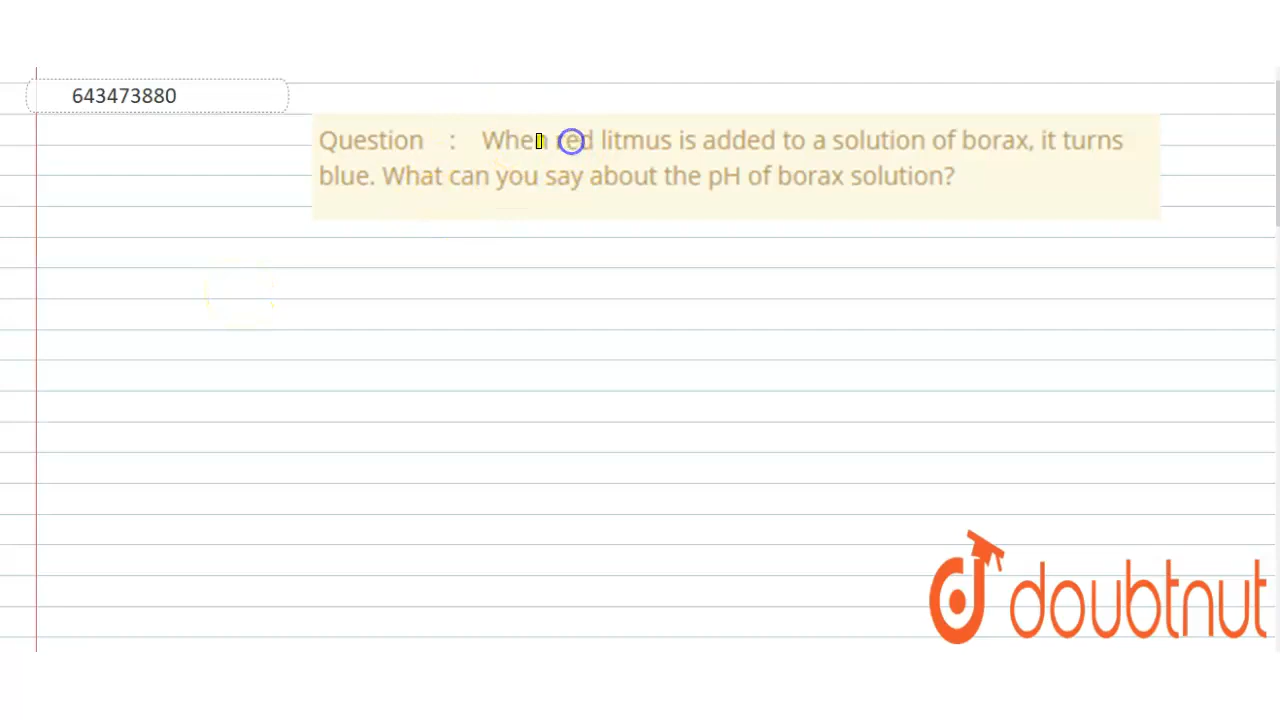 643473880
Question : When red litmus is added to a solution of borax, it turns
blue. What can you say about the pH of borax solution?
doubtnut